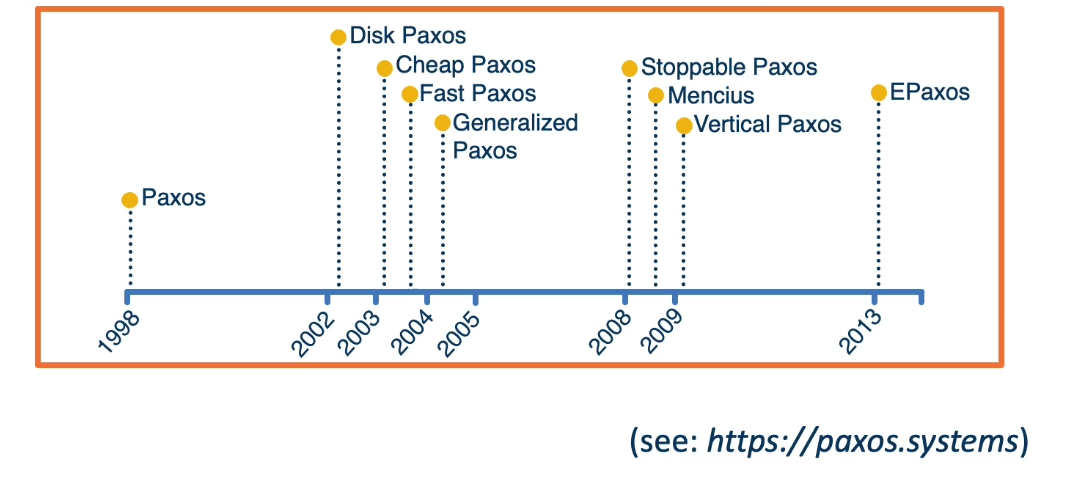 Disk Paxos
Cheap Paxos
Fast Paxos
Generalized
Paxos
Stoppable Paxos
Mencius
Vertical Paxos
EPaxos
Paxos
1998
2002
2003
2004
2005
2008
2009
2013
(see: https://paxos.systems)